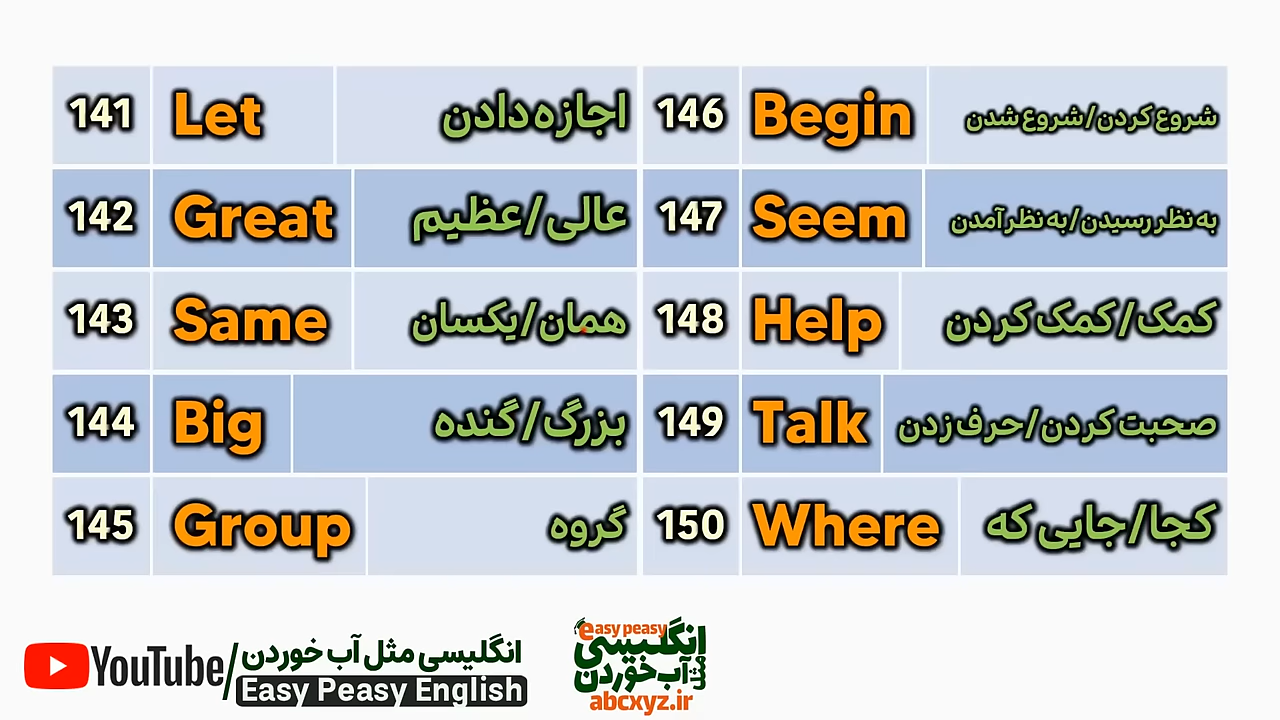 141 Let اجازه دادن
142 Great عالی/عظیم
143 Same همان/یکسان
144 Big بزرگ/گنده
145 Group گروه
146 Begin شروع کردن/شروع شدن
147 Seem به نظر رسیدن/به نظر آمدن
148 Help کمک/کمک کردن
149 Talk صحبت کردن/حرف زدن
150 Where کجا/جایی که
YouTube/انگلیسی مثل آب خوردن
Easy Peasy English
easy peasy
انگلیسی
مثل آب خوردن
abcxyz.ir